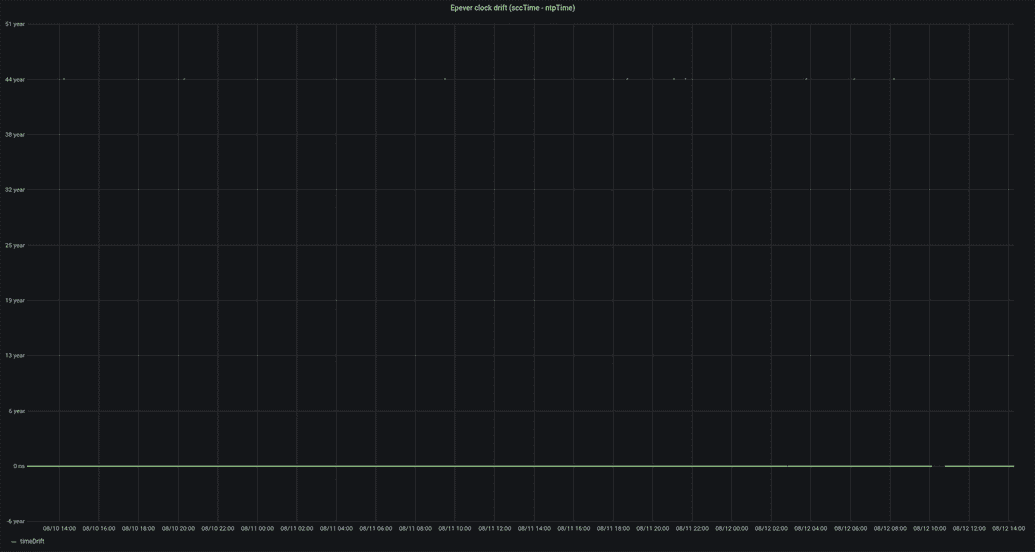 Epever clock drift (sccTime - ntpTime)
51 year
44 year
38 year
32 year
25 year
19 year
13 year
6 year
0 ns
-6 year
08/10 14:00 08/10 16:00 08/10 18:00 08/10 20:00 08/10 22:00 08/11 00:00 08/11 02:00 08/11 04:00 08/11 06:00 08/11 08:00 08/11 10:00 08/11 12:00 08/11 14:00 08/11 16:00 08/11 18:00 08/11 20:00 08/11 22:00 08/12 00:00 08/12 02:00 08/12 04:00 08/12 06:00 08/12 08:00 08/12 10:00 08/12 12:00 08/12 14:00
timeDrift